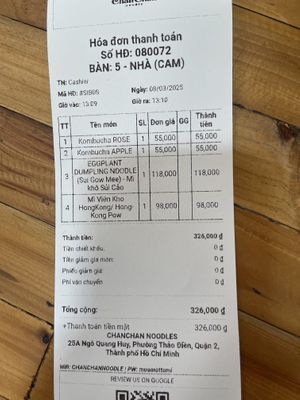 Hóa đơn thanh toán
Số HĐ: 080072
BÀN: 5 - NHÀ (CAM)
TN: Cashier
Mã HĐ:
Ngày: 09/03/2025
Giờ vào: 13:09
Giờ ra: 13:10
TT Tên món SL Đơn giá GG Thành tiền
1 Kombucha ROSE 1 55,000 55,000
2 Kombucha APPLE 1 55,000 55,000
3 EGGPLANT DUMPLING NOODLE (Sui Gow Mee) - Mì khô Sủi Cảo 1 118,000 118,000
4 Mì Viên Kho HongKong/ Hong-Kong Pow 1 98,000 98,000
Thành tiền: 326,000 đ
Tiền chiết khấu: 0 đ
Tiền giảm giá món: 0 đ
Phiếu giảm giá: 0 đ
Phí vận chuyển: 0 đ
Tổng cộng: 326,000 đ
+Thanh toán tiền mặt 326,000 đ
CHANCHAN NOODLES
25A Ngô Quang Huy, Phường Thảo Điền, Quận 2,
Thành phố Hồ Chí Minh
Wifi: CHANCHANNOODLE / PW:
REVIEW US ON GOOGLE